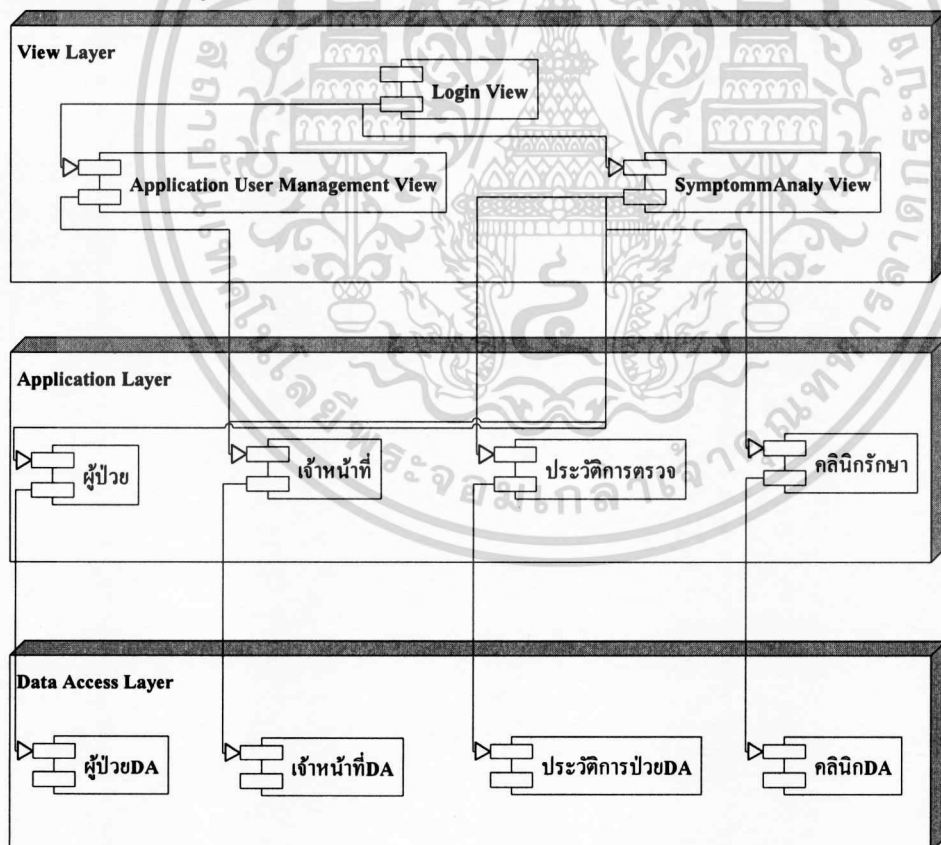 View Layer
Login View
Application User Management View
SymptommAnaly View
Application Layer
ผู้ป่วย
เจ้าหน้าที่
ประวัติการตรวจ
คลินิกรักษา
Data Access Layer
ผู้ป่วยDA
เจ้าหน้าที่DA
ประวัติการป่วยDA
คลินิกDA